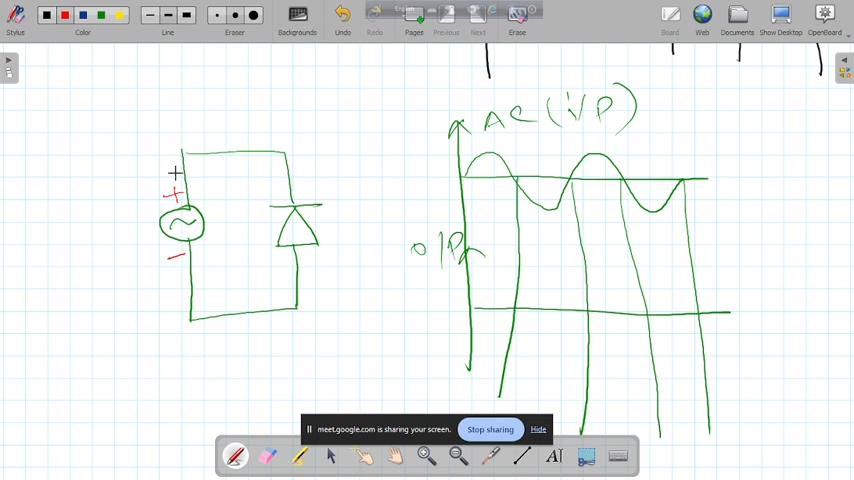 Stylus
Color
Line
Eraser
Backgrounds
Undo
Redo
Pages
Previous
Next
Erase
Board
Web
Documents
Show Desktop
OpenBoard
English
AC (i/P)
+
-
o/P
meet.google.com is sharing your screen.
Stop sharing
Hide